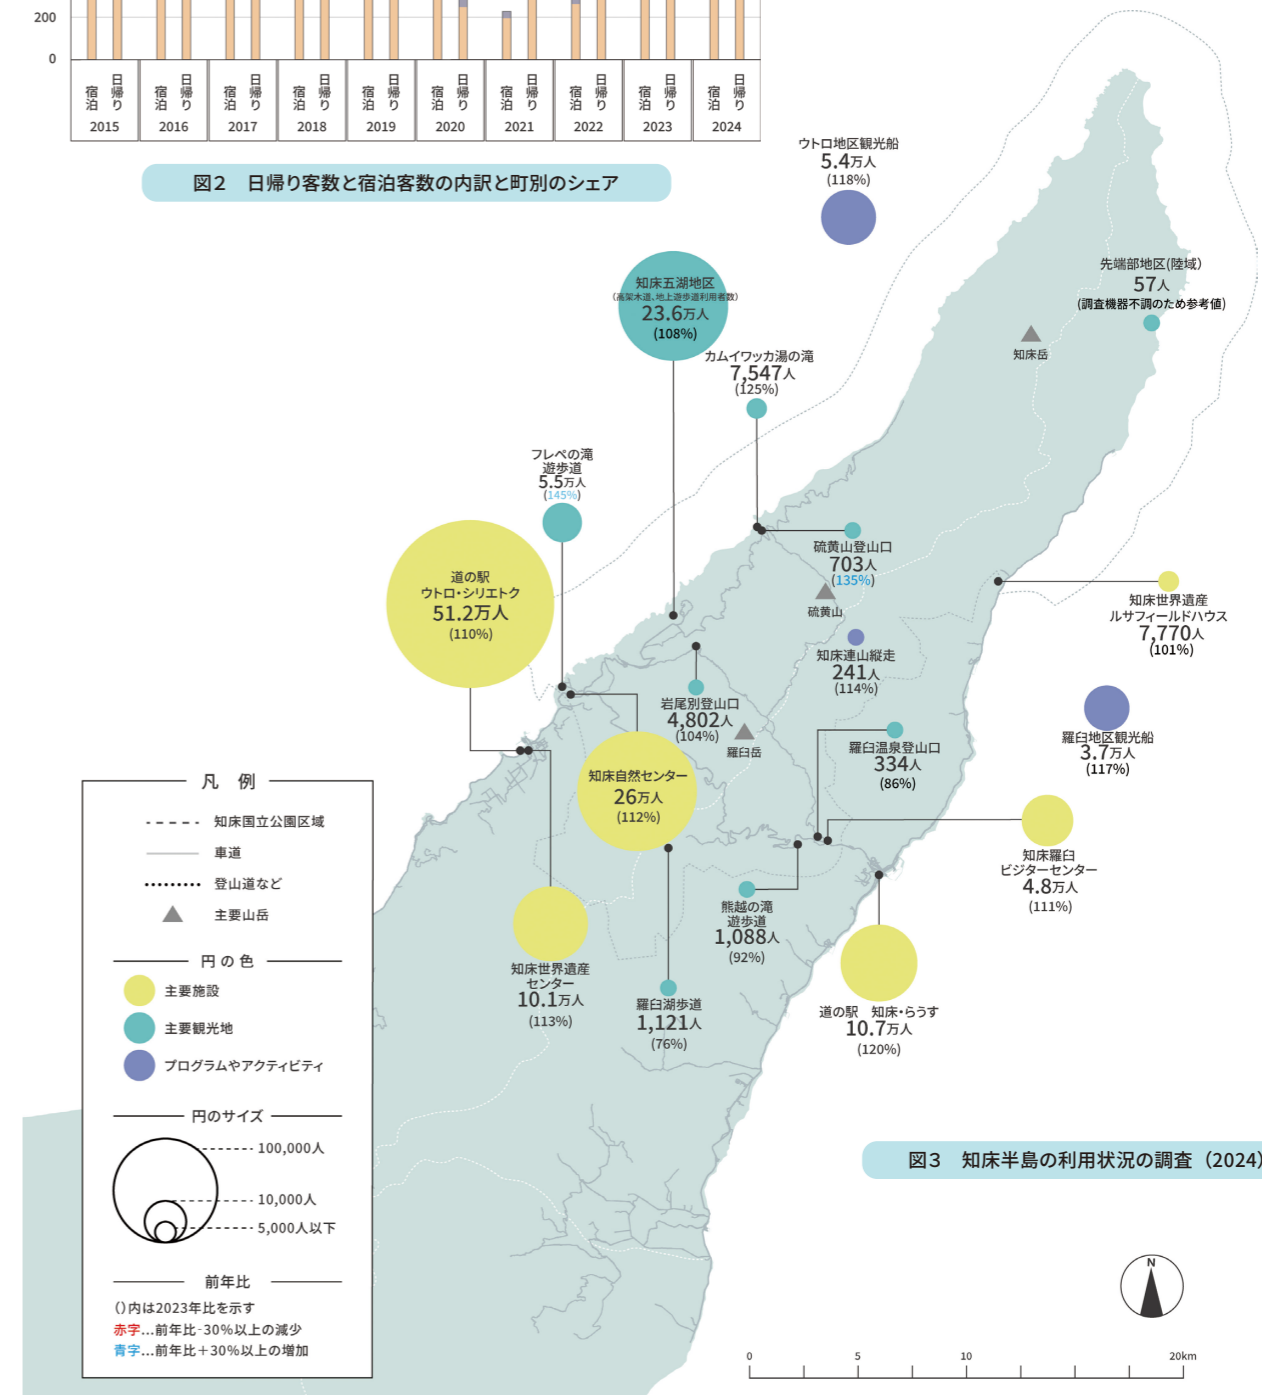 200
0
宿泊 日帰り 宿泊 日帰り 宿泊 日帰り 宿泊 日帰り 宿泊 日帰り 宿泊 日帰り 宿泊 日帰り 宿泊 日帰り 宿泊 日帰り 宿泊 日帰り
2015 2016 2017 2018 2019 2020 2021 2022 2023 2024
図2 日帰り客数と宿泊客数の内訳と町別のシェア
ウトロ地区観光船
5.4万人
(118%)
先端部地区(陸域)
57人
(調査機器不調のため参考値)
知床岳
知床五湖地区
(高架木道、地上遊歩道利用者数)
23.6万人
(108%)
カムイワッカ湯の滝
7,547人
(125%)
フレペの滝
遊歩道
5.5万人
(145%)
道の駅
ウトロ・シリエトク
51.2万人
(110%)
硫黄山登山口
703人
(135%)
硫黄山
知床世界遺産
ルサフィールドハウス
7,770人
(101%)
知床連山縦走
241人
(114%)
岩尾別登山口
4,802人
(104%)
羅臼岳
羅臼地区観光船
3.7万人
(117%)
羅臼温泉登山口
334人
(86%)
知床自然センター
26万人
(112%)
知床羅臼
ビジターセンター
4.8万人
(111%)
熊越の滝
遊歩道
1,088人
(92%)
知床世界遺産
センター
10.1万人
(113%)
羅臼湖歩道
1,121人
(76%)
道の駅 知床・らうす
10.7万人
(120%)
凡 例
知床国立公園区域
車道
登山道など
主要山岳
円の色
主要施設
主要観光地
プログラムやアクティビティ
円のサイズ
100,000人
10,000人
5,000人以下
前年比
()内は2023年比を示す
赤字…前年比-30%以上の減少
青字…前年比+30%以上の増加
図3 知床半島の利用状況の調査(2024)
N
0 5 10 20km